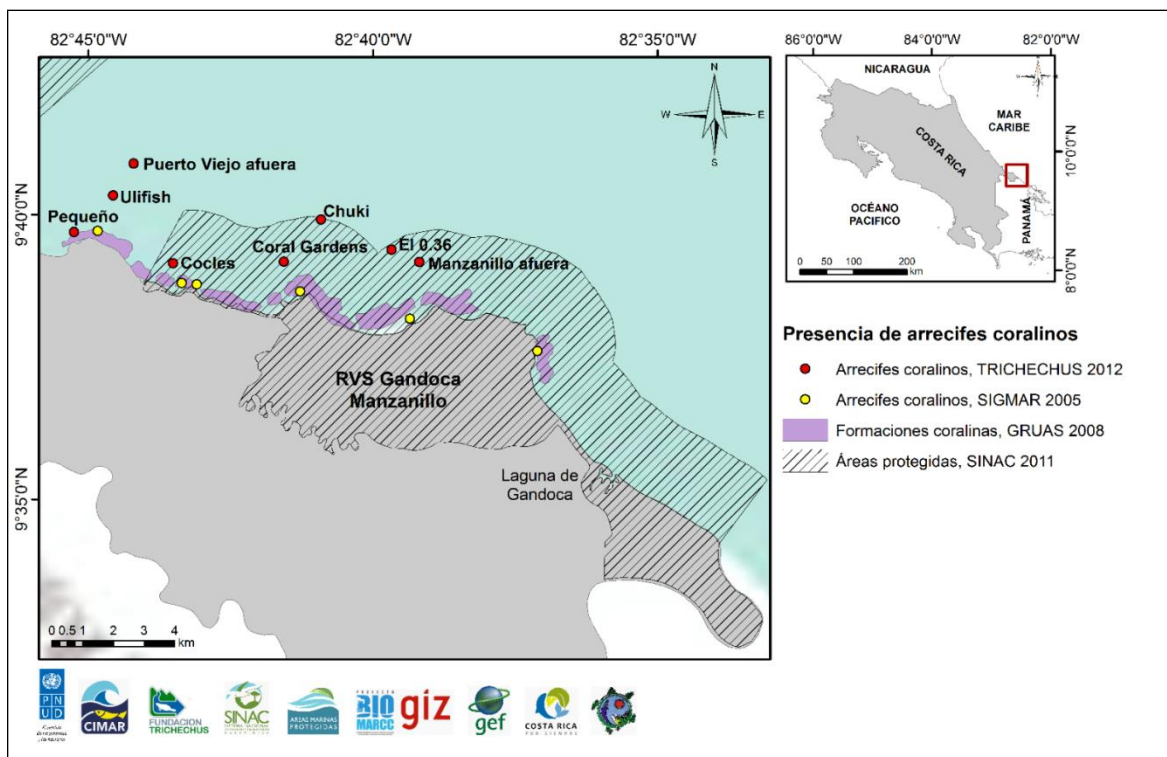 82°45'0"W 82°40'0"W 82°35'0"W
9°40'0"N
9°35'0"N
N
W E
S
Puerto Viejo afuera
Ulifish
Pequeño
Chuki
Cocles
Coral Gardens
El 0.36
Manzanillo afuera
RVS Gandoca
Manzanillo
Laguna de
Gandoca
0 0.5 1 2 3 4
km
86°0'0"W 84°0'0"W 82°0'0"W
10°0'0"N
8°0'0"N
NICARAGUA
MAR
CARIBE
COSTA RICA
OCÉANO
PACIFICO
PANAMÁ
0 50 100 200
km
Presencia de arrecifes coralinos
Arrecifes coralinos, TRICHECHUS 2012
Arrecifes coralinos, SIGMAR 2005
Formaciones coralinas, GRUAS 2008
Áreas protegidas, SINAC 2011
P N
U D
CIMAR
FUNDACION
TRICHECHUS
SINAC
AREAS MARINAS
PROTEGIDAS
PROYECTO
BIO
MARCC
giz
gef
COSTA RICA
POR SIEMPRE